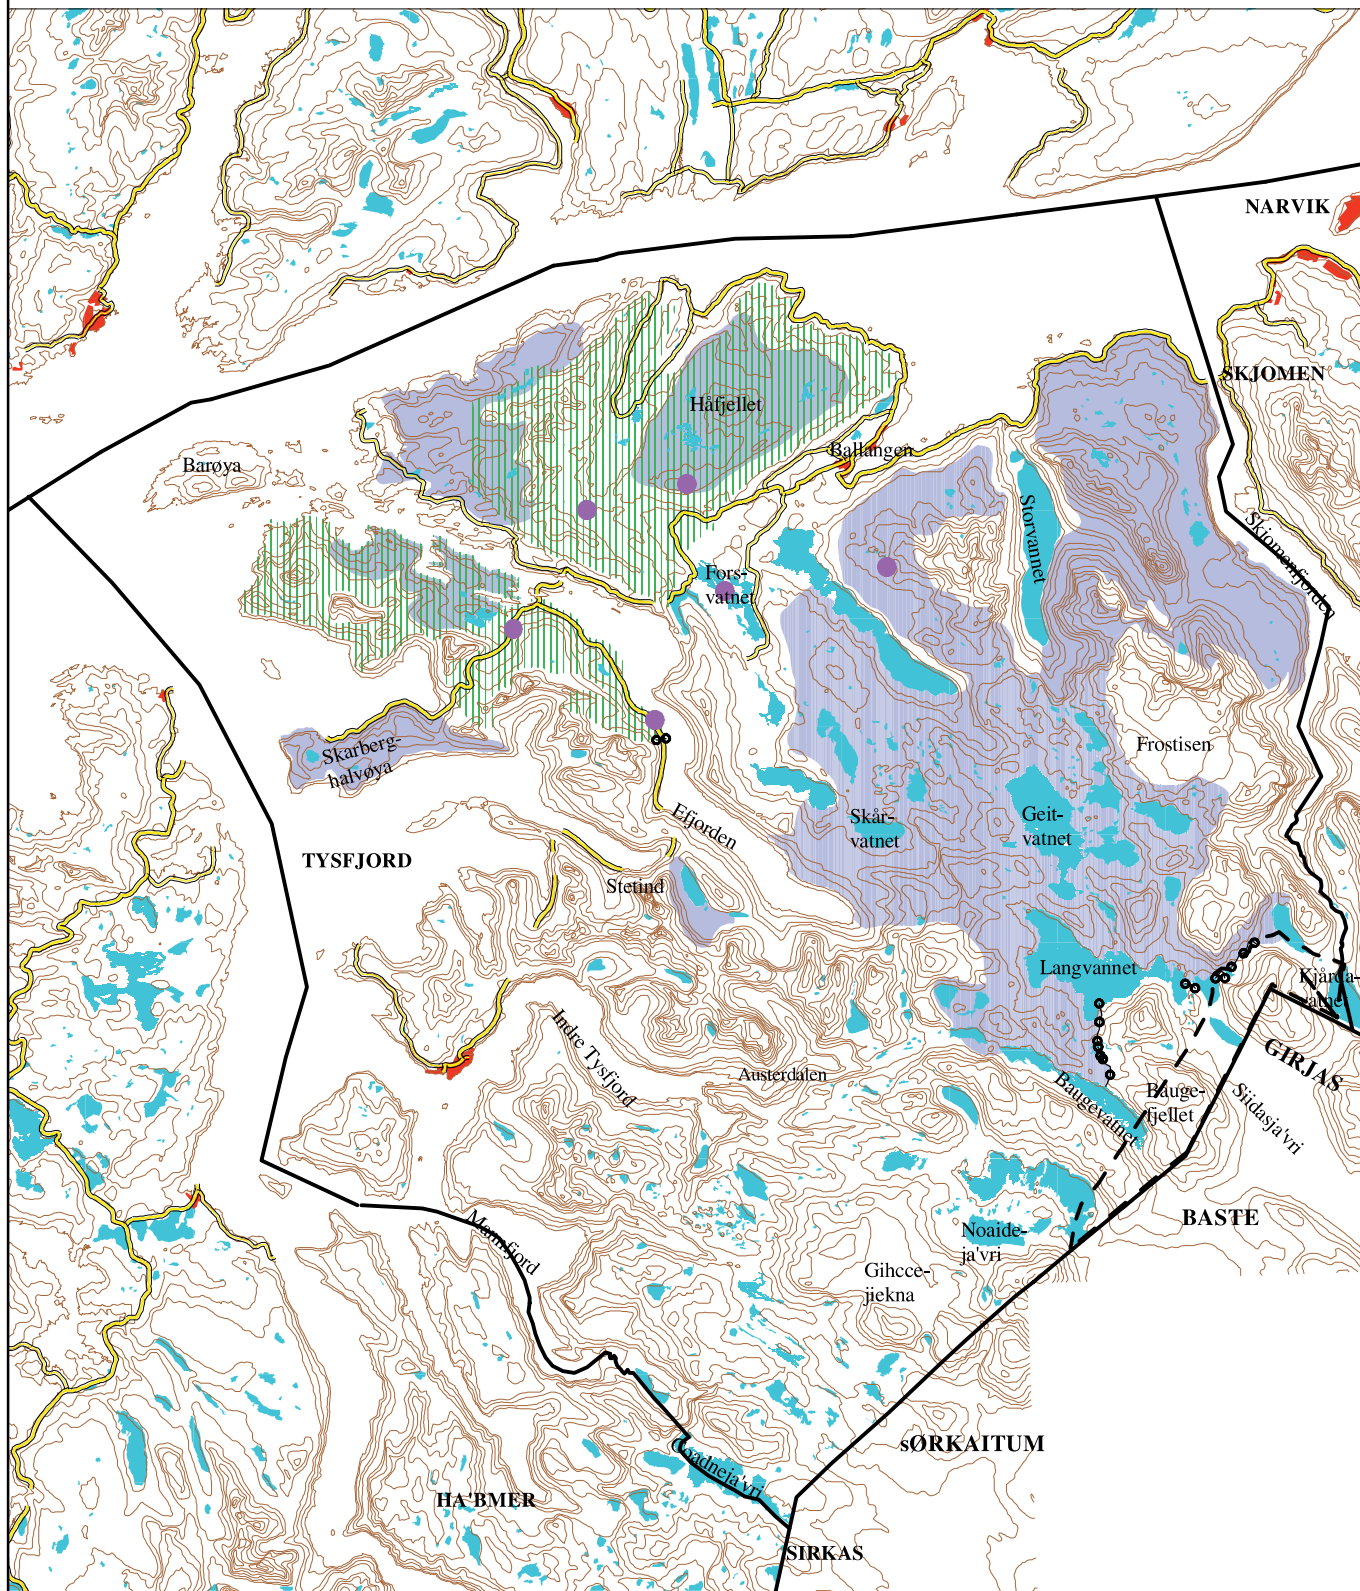 NARVIK
SKJOMEN
Håfjellet
Ballangen
Barøya
Storvannet
Skjomenfjorden
Fors-
vatnet
Skarberg-
halvøya
Frostisen
Efjorden
Skår-
vatnet
Geit-
vatnet
TYSFJORD
Stetind
Langvannet
Kjårda-
vatnet
Indre Tysfjord
Austerdalen
GIRJAS
Baugevatnet
Bauge-
fjellet
Siidasja'vri
BASTE
Mannfjord
Noaide-
ja'vri
Gihcce-
jiekna
sØRKAITUM
HA'BMER
SIRKAS